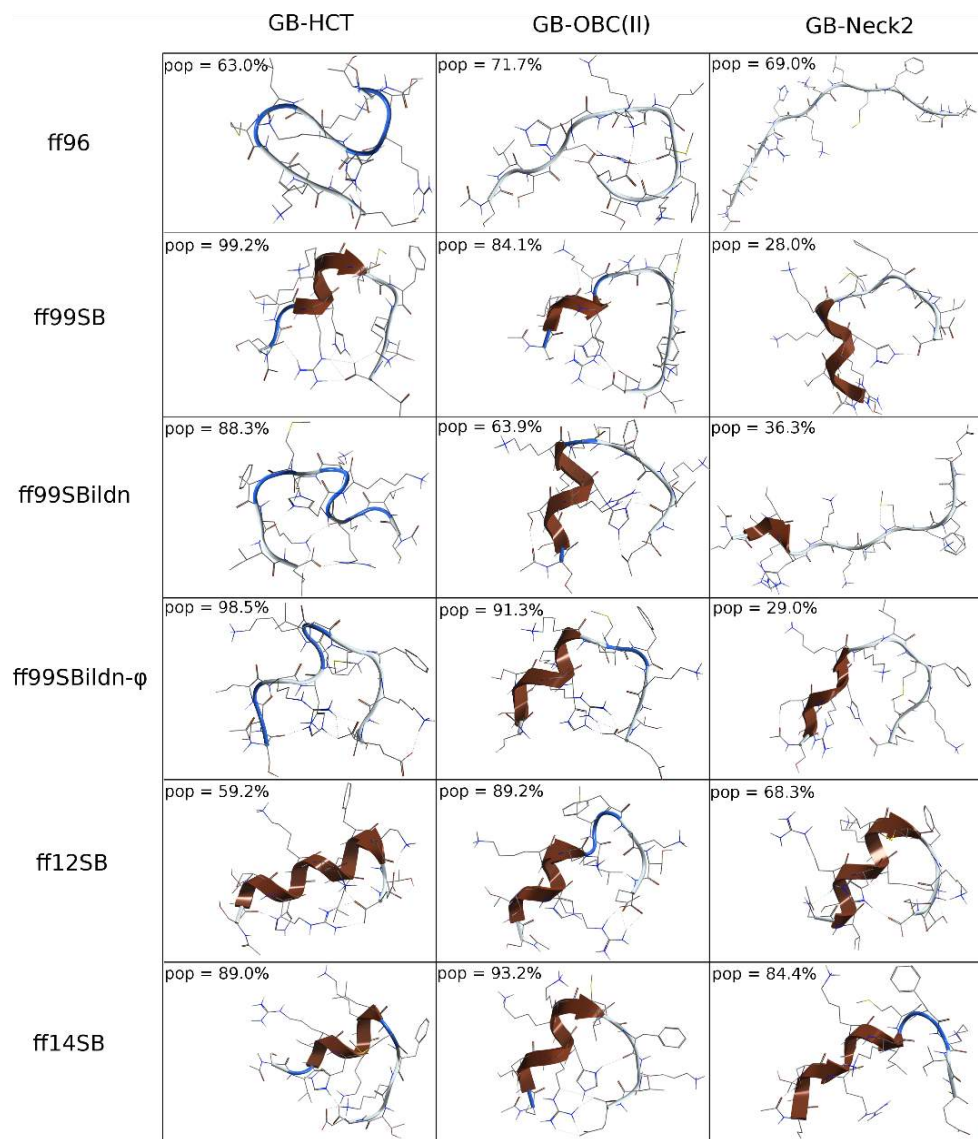 GB-HCT GB-OBC(II) GB-Neck2
ff96 pop = 63.0% pop = 71.7% pop = 69.0%
ff99SB pop = 99.2% pop = 84.1% pop = 28.0%
ff99SBildn pop = 88.3% pop = 63.9% pop = 36.3%
ff99SBildn-φ pop = 98.5% pop = 91.3% pop = 29.0%
ff12SB pop = 59.2% pop = 89.2% pop = 68.3%
ff14SB pop = 89.0% pop = 93.2% pop = 84.4%